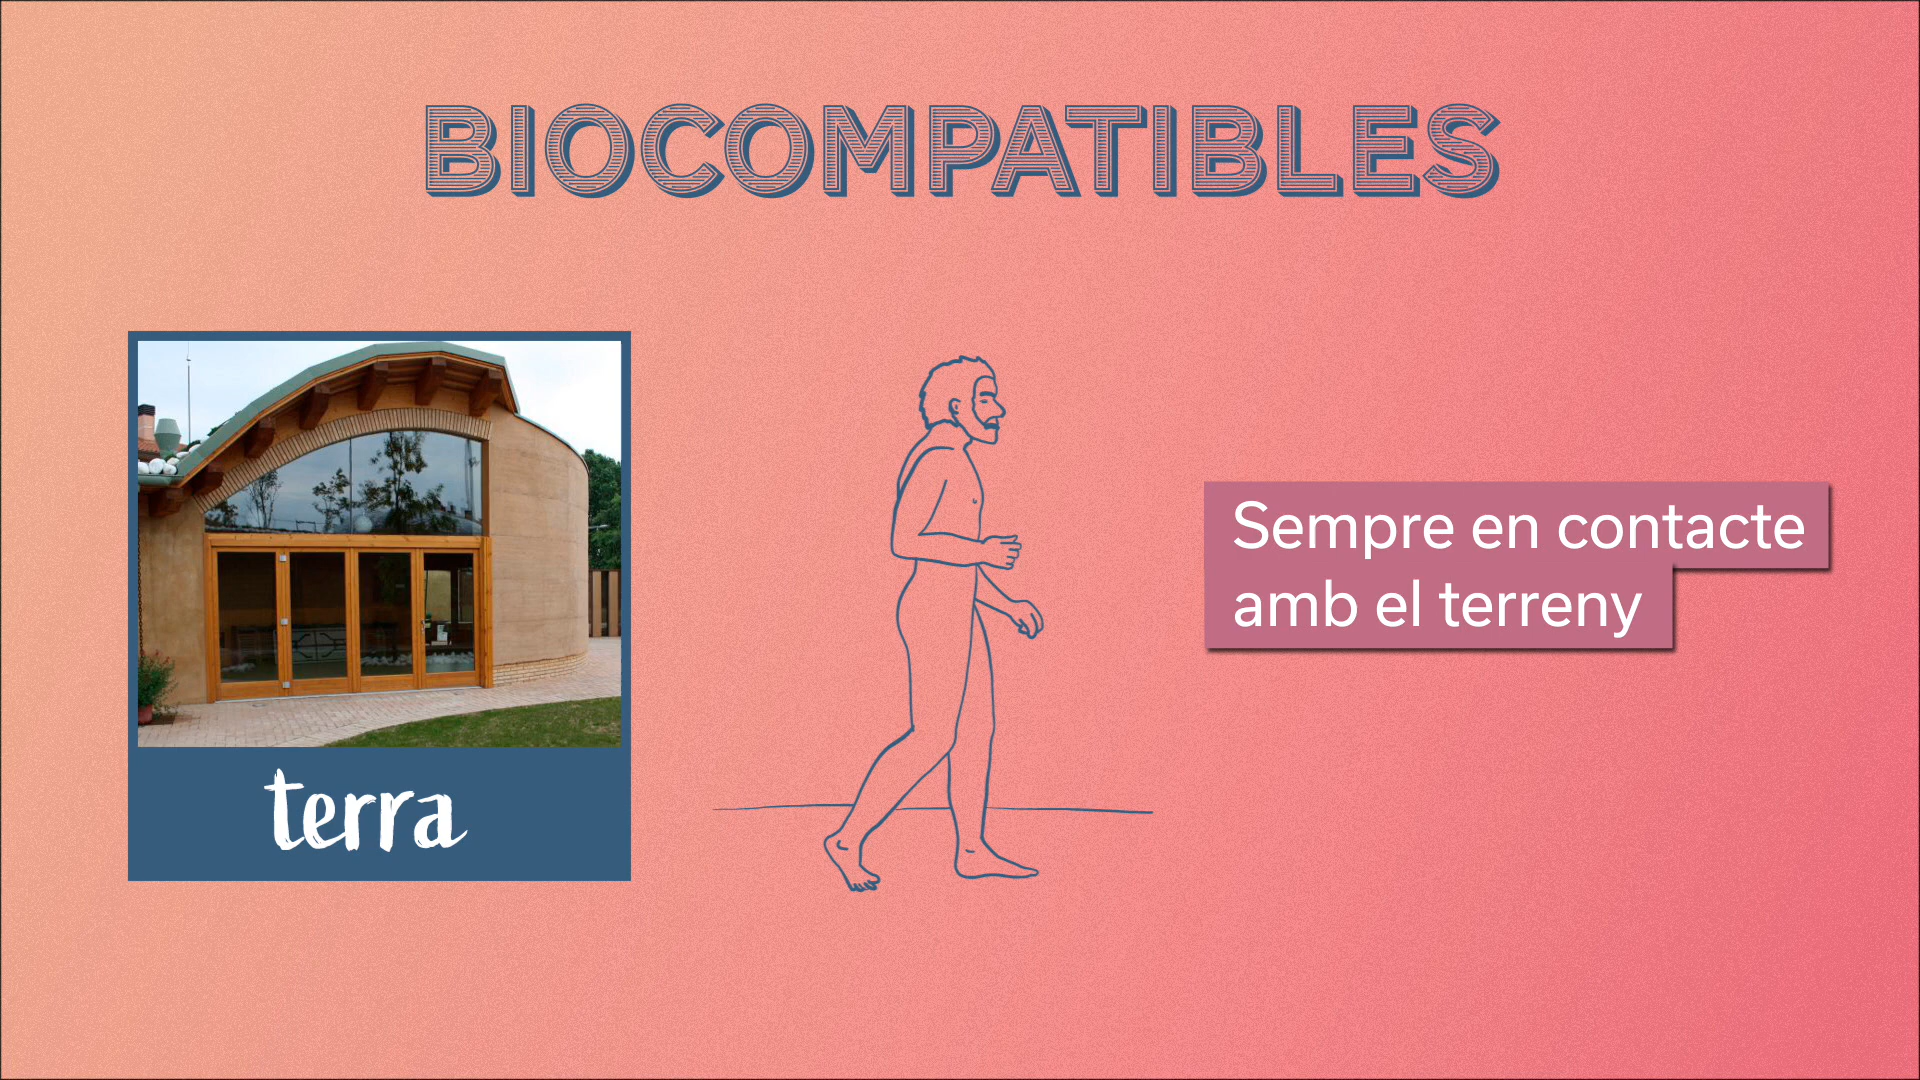 BIOCOMPATIBLES
terra
Sempre en contacte
amb el terreny